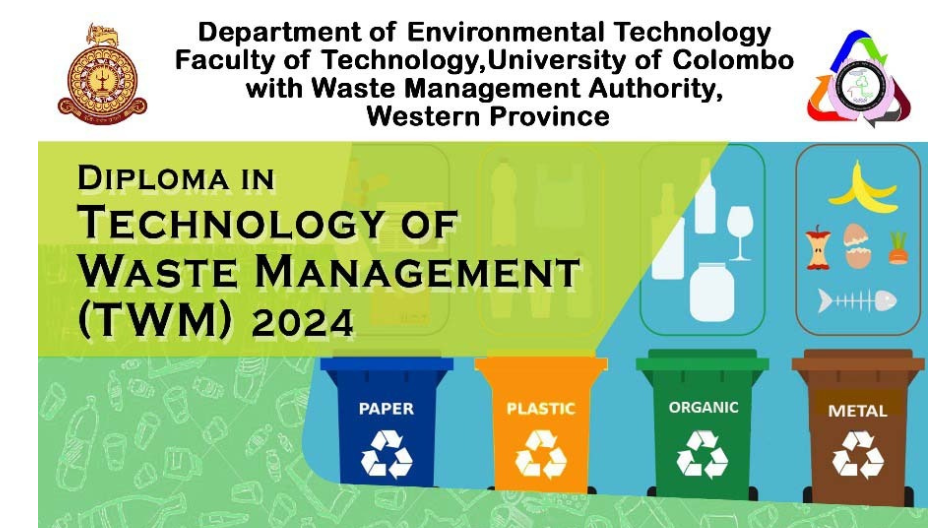 Department of Environmental Technology
Faculty of Technology,University of Colombo
with Waste Management Authority,
Western Province
DIPLOMA IN
TECHNOLOGY OF
WASTE MANAGEMENT
(TWM) 2024
PAPER
PLASTIC
ORGANIC
METAL